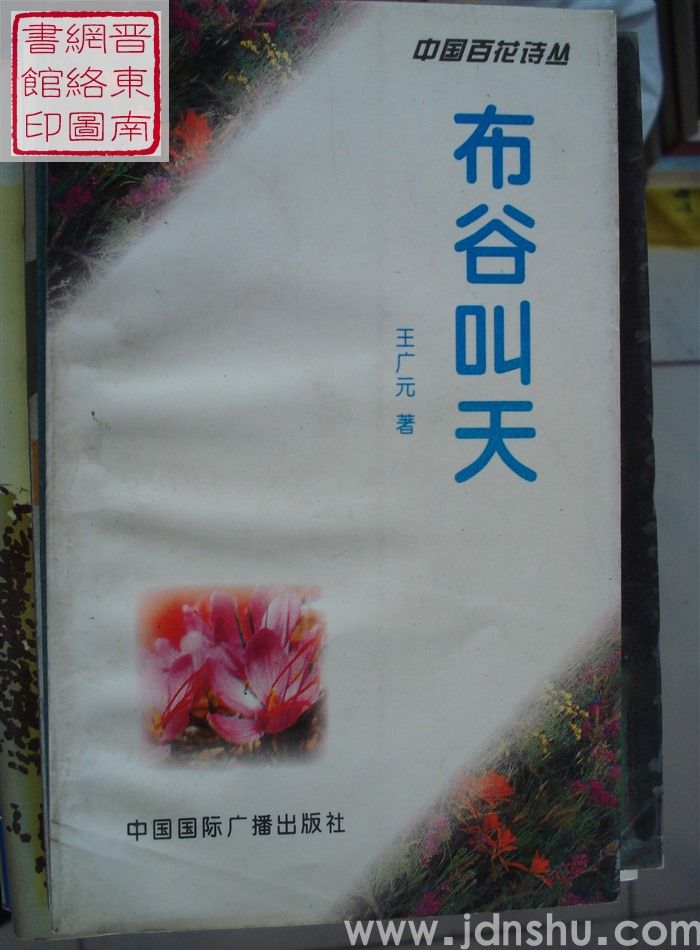 晋東南
網絡圖
書館印
中国百花诗丛
布谷叫天
王广元 著
中国国际广播出版社
www.jdnshu.com